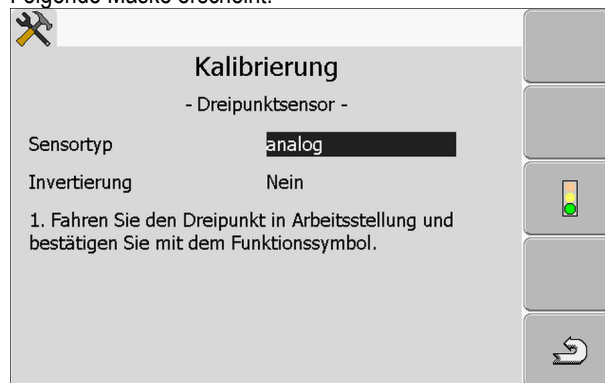 Folgende Maske erscheint:
Kalibrierung
- Dreipunktsensor -
Sensortyp analog
Invertierung Nein
1. Fahren Sie den Dreipunkt in Arbeitsstellung und
bestätigen Sie mit dem Funktionssymbol.